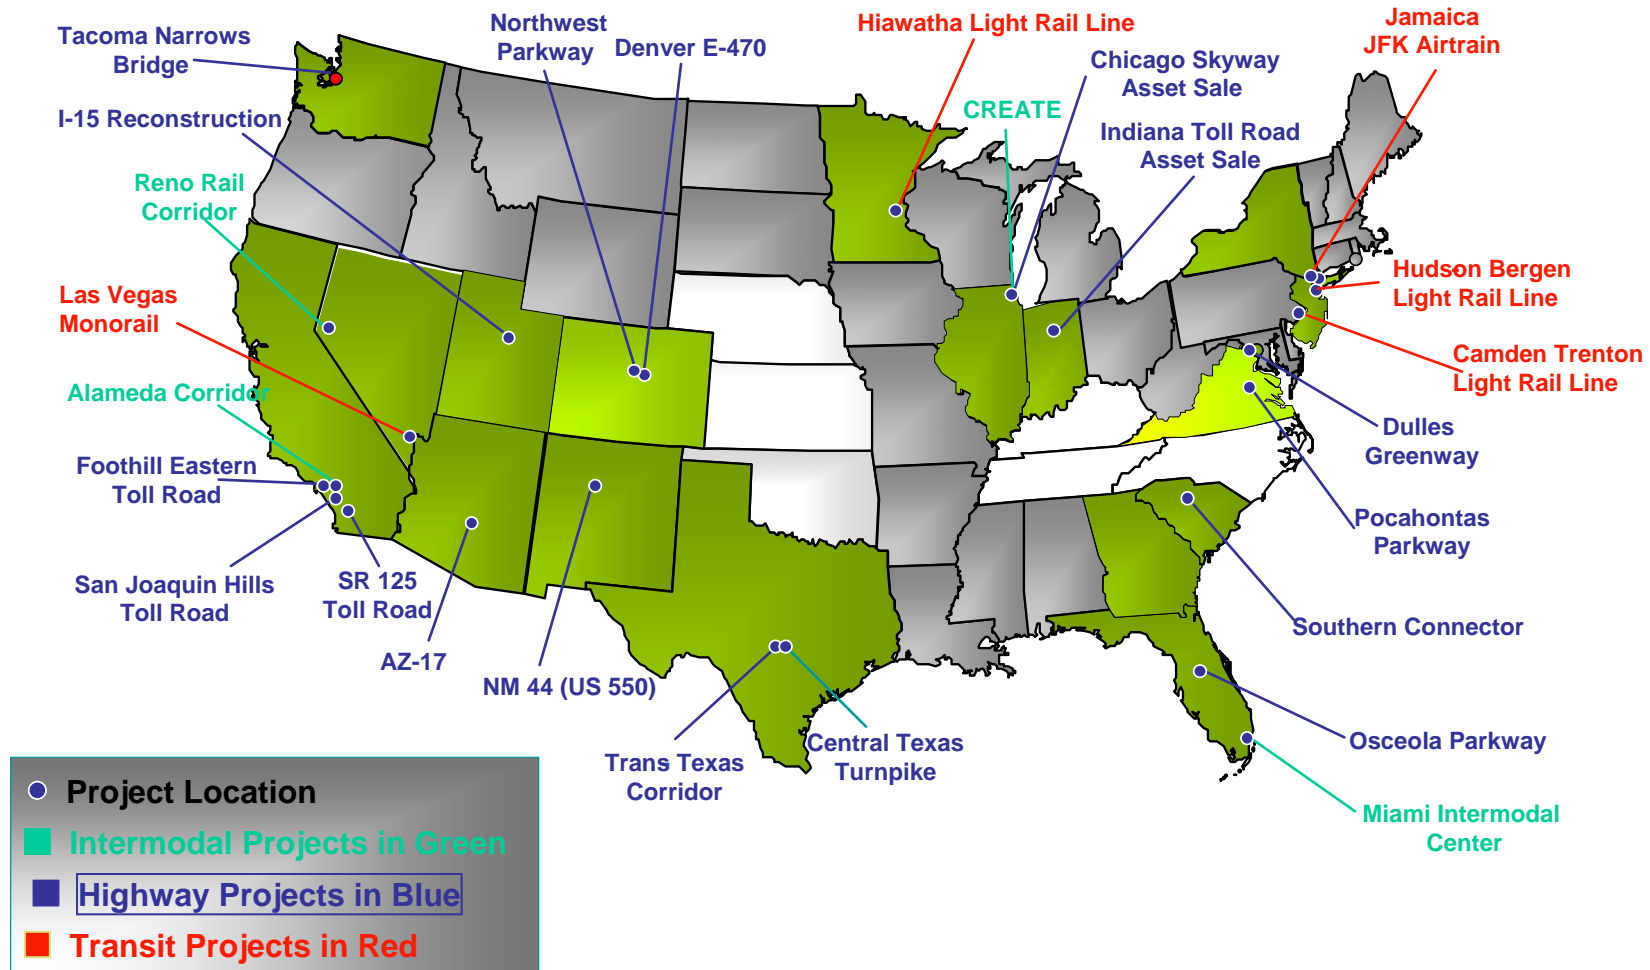 Tacoma Narrows
Bridge
Northwest
Parkway
Denver E-470
Hiawatha Light Rail Line
Jamaica
JFK Airtrain
Chicago Skyway
Asset Sale
CREATE
I-15 Reconstruction
Indiana Toll Road
Asset Sale
Reno Rail
Corridor
Las Vegas
Monorail
Hudson Bergen
Light Rail Line
Camden Trenton
Light Rail Line
Alameda Corridor
Dulles
Greenway
Foothill Eastern
Toll Road
Pocahontas
Parkway
San Joaquin Hills
Toll Road
SR 125
Toll Road
Southern Connector
AZ-17
NM 44 (US 550)
Osceola Parkway
Trans Texas
Corridor
Central Texas
Turnpike
Miami Intermodal
Center
Project Location
Intermodal Projects in Green
Highway Projects in Blue
Transit Projects in Red